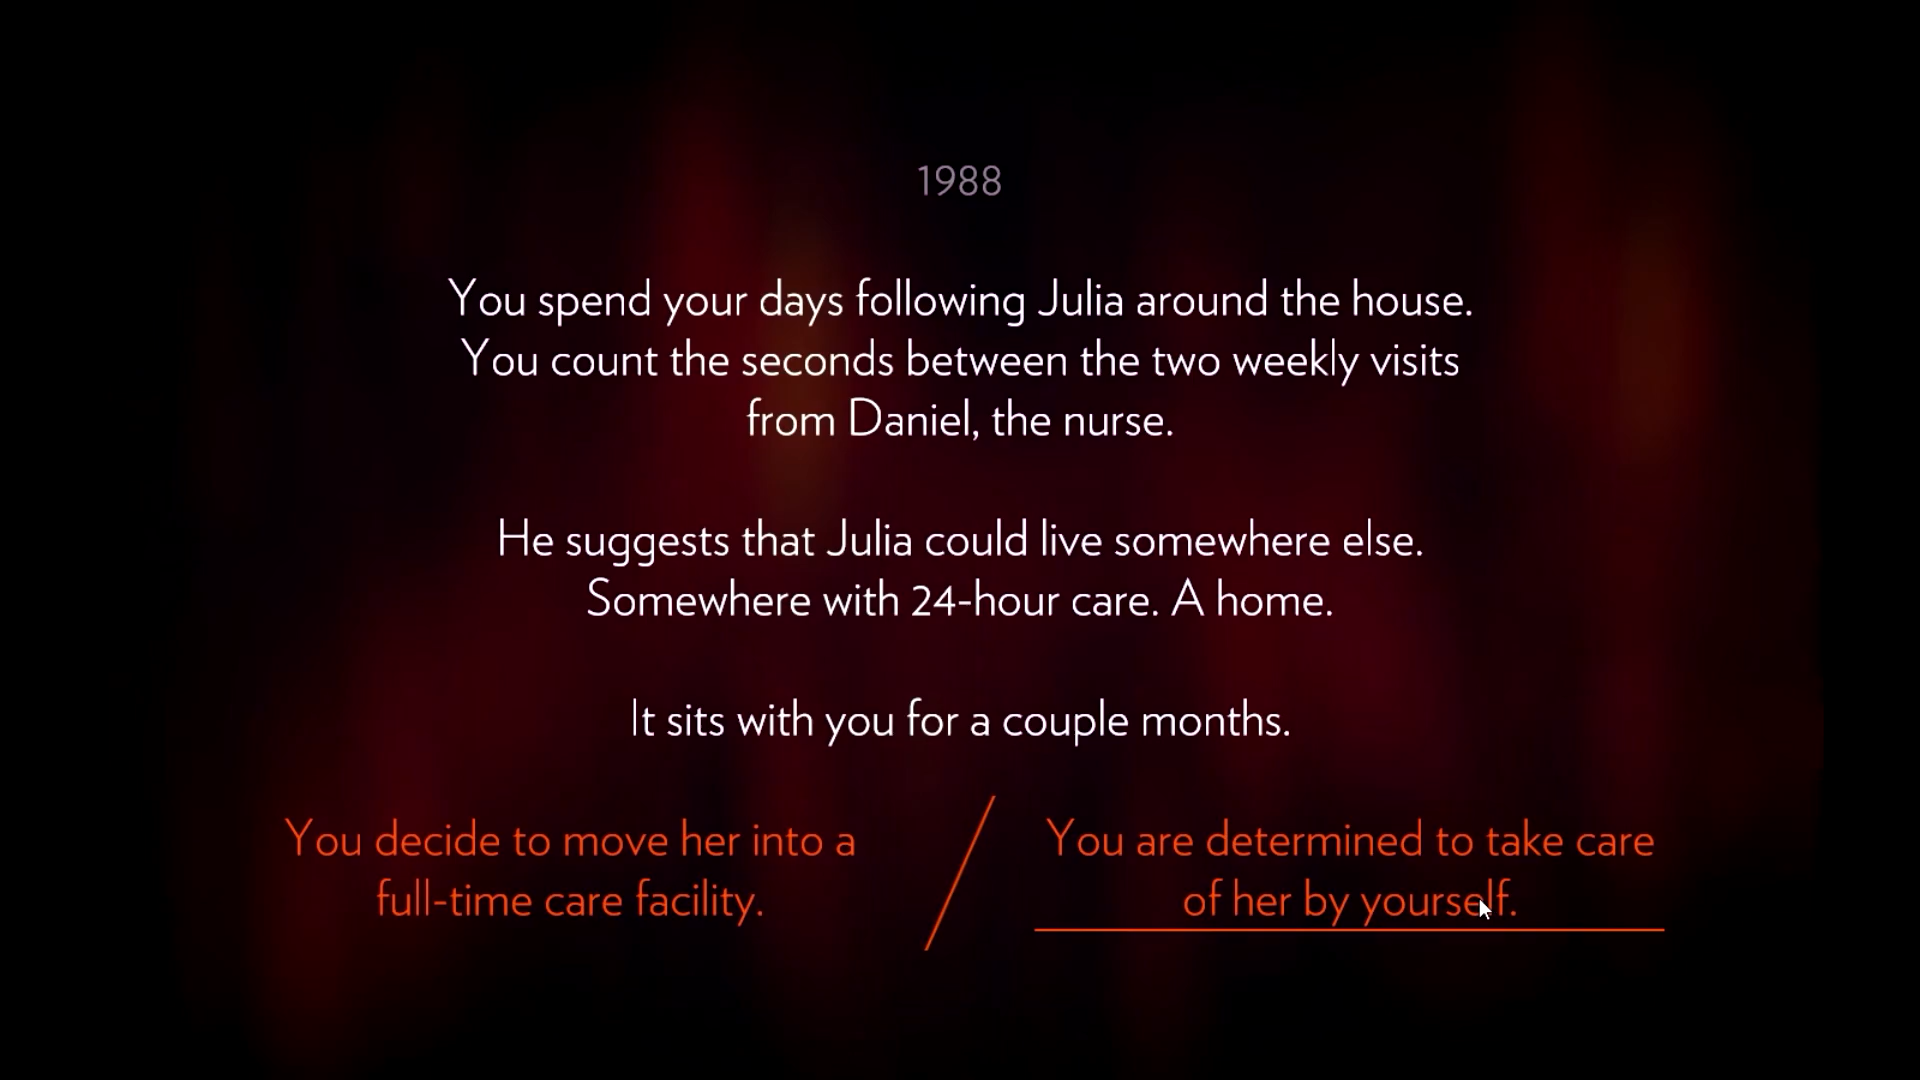 1988
You spend your days following Julia around the house.
You count the seconds between the two weekly visits
from Daniel, the nurse.
He suggests that Julia could live somewhere else.
Somewhere with 24-hour care. A home.
It sits with you for a couple months.
You decide to move her into a
full-time care facility.
You are determined to take care
of her by yourself.